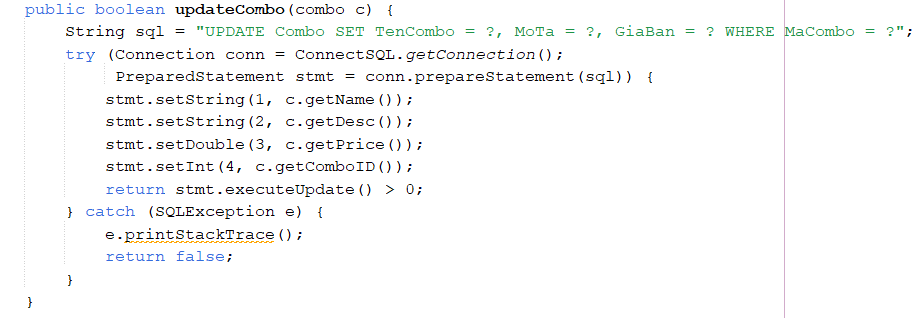 public boolean updateCombo(combo c) {
    String sql = "UPDATE Combo SET TenCombo = ?, MoTa = ?, GiaBan = ? WHERE MaCombo = ?";
    try (Connection conn = ConnectSQL.getConnection();
         PreparedStatement stmt = conn.prepareStatement(sql)) {
        stmt.setString(1, c.getName());
        stmt.setString(2, c.getDesc());
        stmt.setDouble(3, c.getPrice());
        stmt.setInt(4, c.getComboID());
        return stmt.executeUpdate() > 0;
    } catch (SQLException e) {
        e.printStackTrace();
        return false;
    }
}